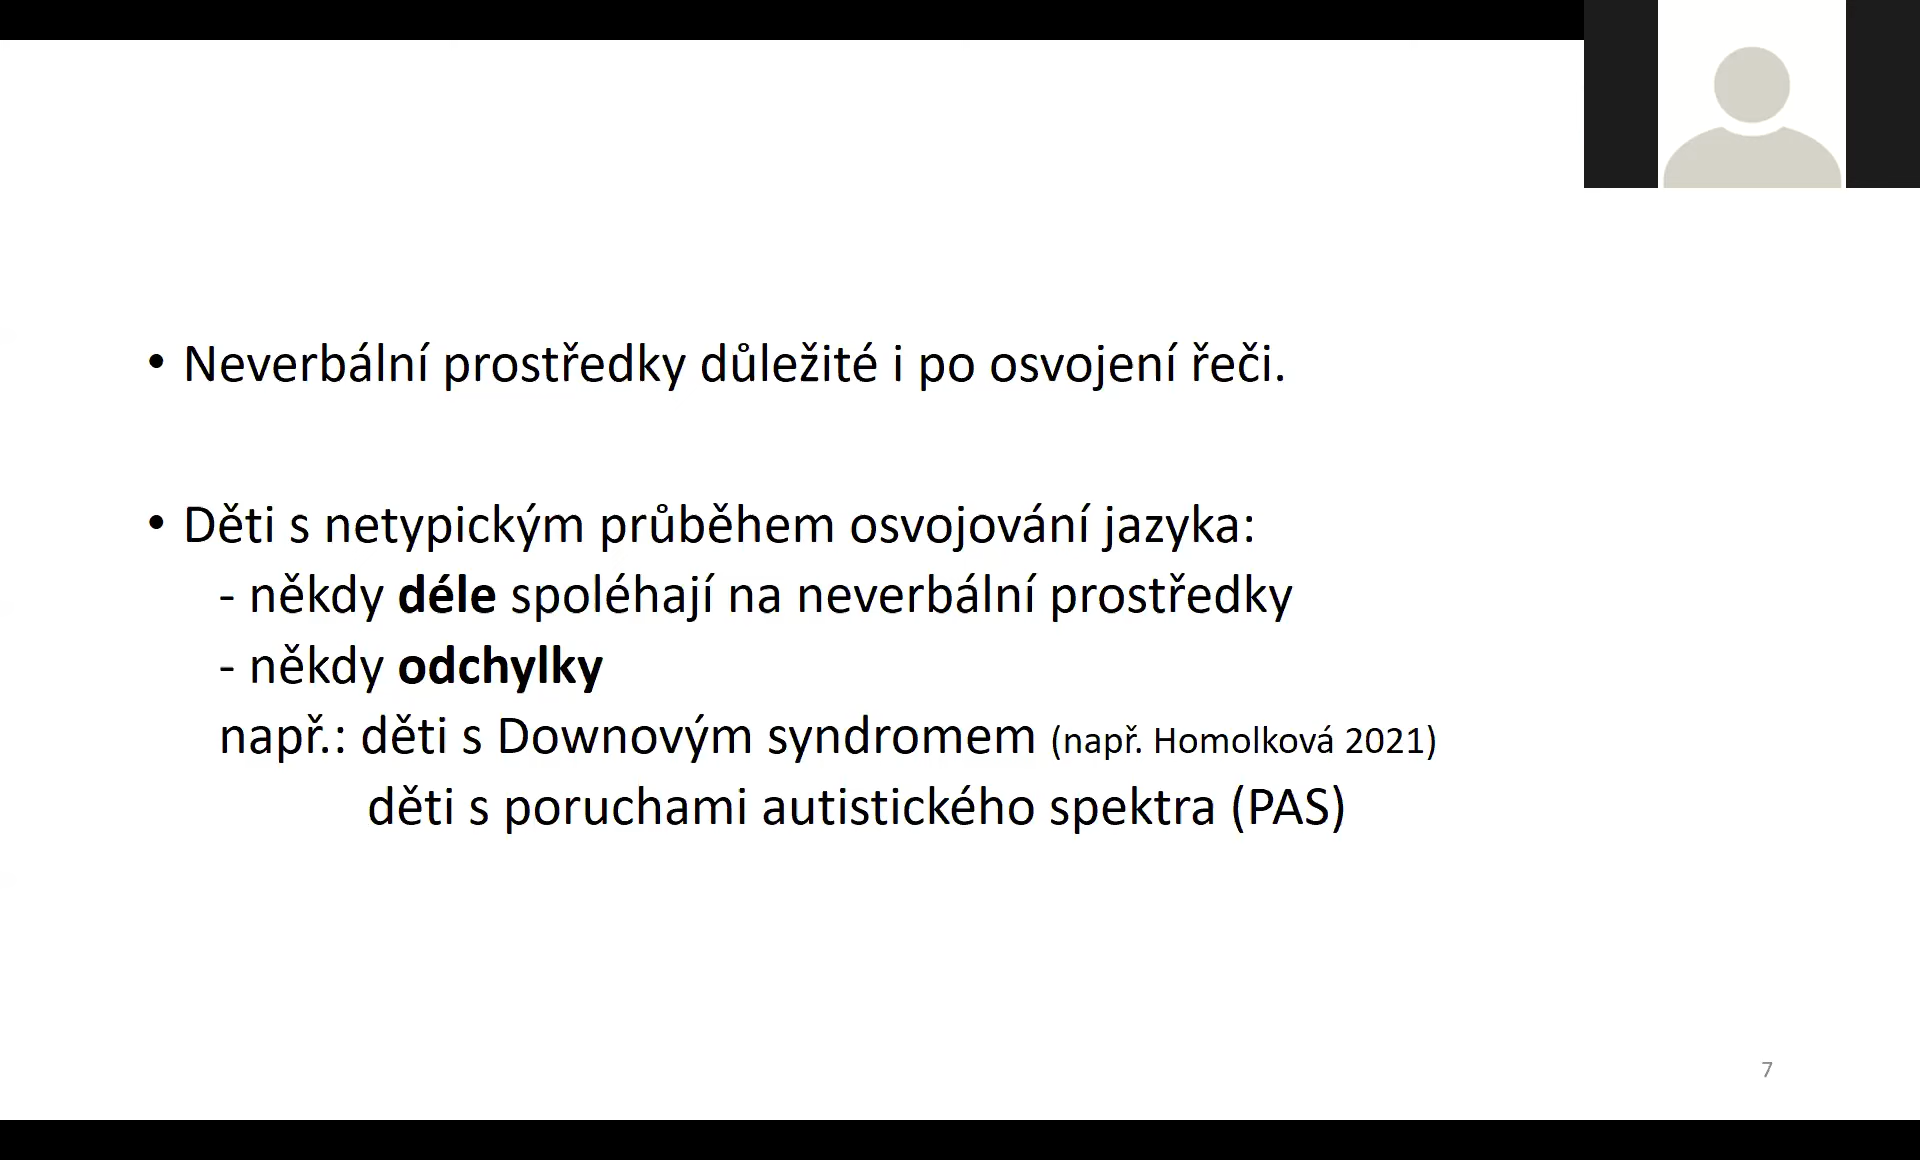 • Neverbální prostředky důležité i po osvojení řeči.
• Děti s netypickým průběhem osvojování jazyka:
- někdy déle spoléhají na neverbální prostředky
- někdy odchylky
např.: děti s Downovým syndromem (např. Homolková 2021)
děti s poruchami autistického spektra (PAS)
7